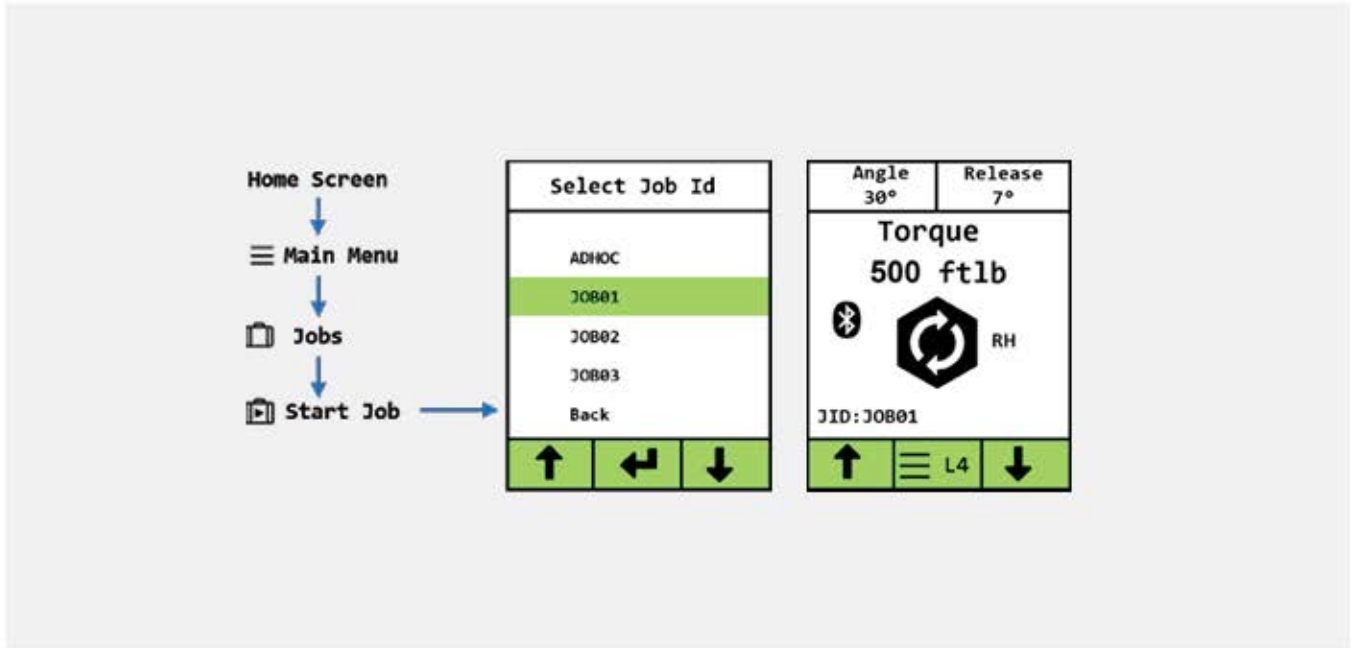 Home Screen
Main Menu
Jobs
Start Job
Select Job Id
ADHOC
JOB01
JOB02
JOB03
Back
Angle
30°
Release
7°
Torque
500 ftlb
RH
JID:JOB01
L4